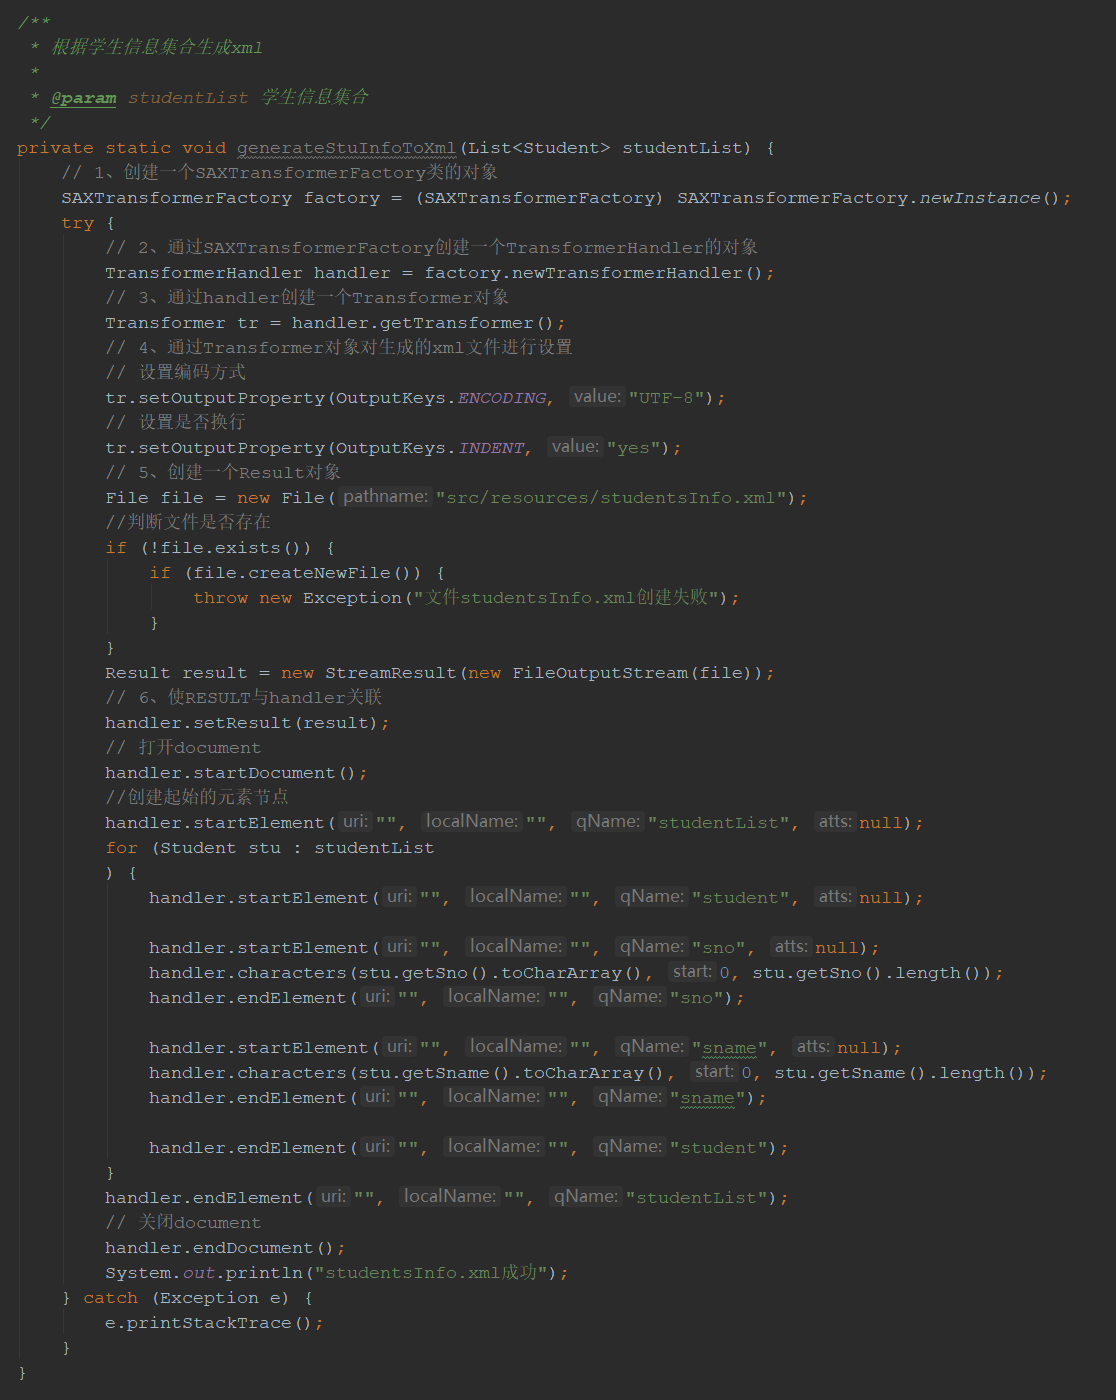 /**
 * 根据学生信息集合生成xml
 *
 * @param studentList 学生信息集合
 */
private static void generateStuInfoToXml(List<Student> studentList) {
    // 1、创建一个SAXTransformerFactory类的对象
    SAXTransformerFactory factory = (SAXTransformerFactory) SAXTransformerFactory.newInstance();
    try {
        // 2、通过SAXTransformerFactory创建一个TransformerHandler的对象
        TransformerHandler handler = factory.newTransformerHandler();
        // 3、通过handler创建一个Transformer对象
        Transformer tr = handler.getTransformer();
        // 4、通过Transformer对象对生成的xml文件进行设置
        // 设置编码方式
        tr.setOutputProperty(OutputKeys.ENCODING, value: "UTF-8");
        // 设置是否换行
        tr.setOutputProperty(OutputKeys.INDENT, value: "yes");
        // 5、创建一个Result对象
        File file = new File( pathname: "src/resources/studentsInfo.xml");
        //判断文件是否存在
        if (!file.exists()) {
            if (file.createNewFile()) {
                throw new Exception("文件studentsInfo.xml创建失败");
            }
        }
        Result result = new StreamResult(new FileOutputStream(file));
        // 6、使RESULT与handler关联
        handler.setResult(result);
        // 打开document
        handler.startDocument();
        //创建起始的元素节点
        handler.startElement( uri: "", localName: "", qName: "studentList", atts: null);
        for (Student stu : studentList
        ) {
            handler.startElement( uri: "", localName: "", qName: "student", atts: null);

            handler.startElement( uri: "", localName: "", qName: "sno", atts: null);
            handler.characters(stu.getSno().toCharArray(), start: 0, stu.getSno().length());
            handler.endElement( uri: "", localName: "", qName: "sno");

            handler.startElement( uri: "", localName: "", qName: "sname", atts: null);
            handler.characters(stu.getSname().toCharArray(), start: 0, stu.getSname().length());
            handler.endElement( uri: "", localName: "", qName: "sname");

            handler.endElement( uri: "", localName: "", qName: "student");
        }
        handler.endElement( uri: "", localName: "", qName: "studentList");
        // 关闭document
        handler.endDocument();
        System.out.println("studentsInfo.xml成功");
    } catch (Exception e) {
        e.printStackTrace();
    }
}